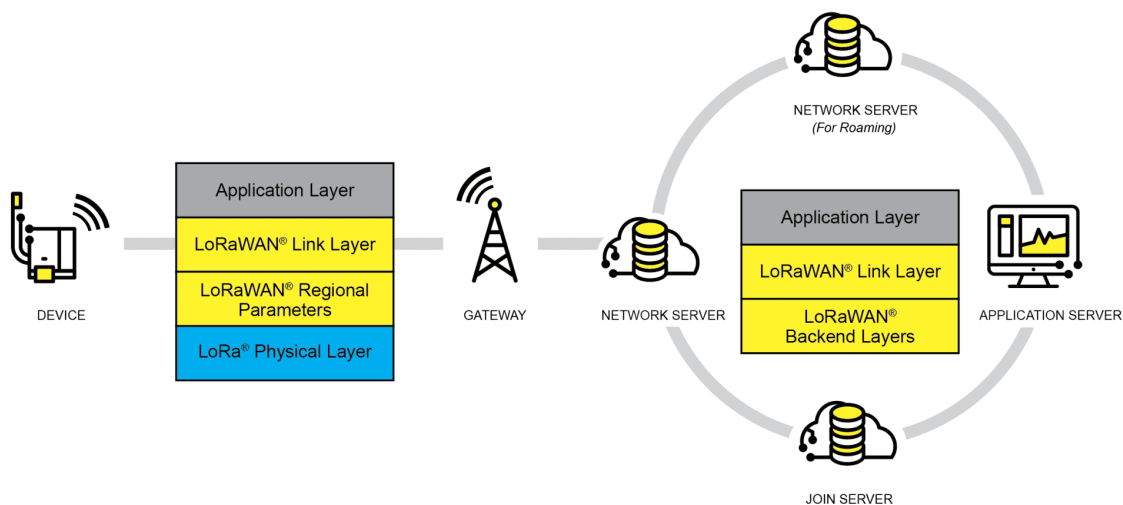 NETWORK SERVER
(For Roaming)
Application Layer
LoRaWAN® Link Layer
LoRaWAN® Regional
Parameters
LoRa® Physical Layer
Application Layer
LoRaWAN® Link Layer
LoRaWAN®
Backend Layers
DEVICE
GATEWAY
NETWORK SERVER
APPLICATION SERVER
JOIN SERVER